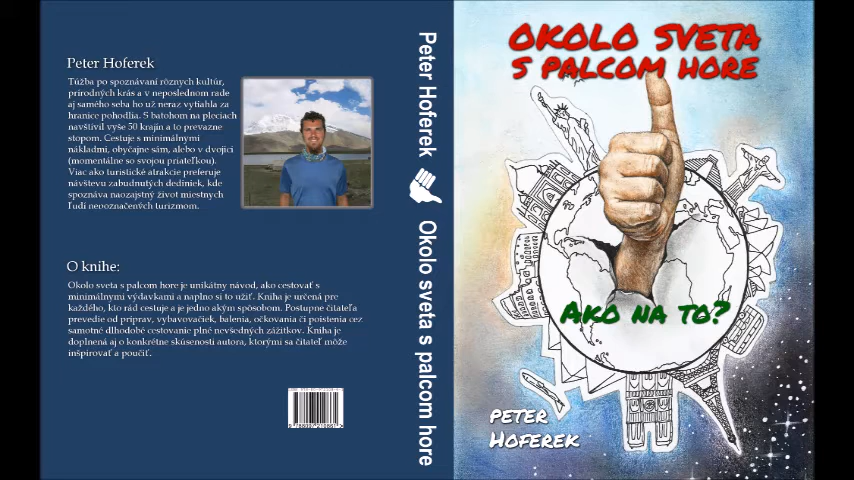 Peter Hoferek
Túžba po spoznávaní rôznych kultúr,
prírodných krás a v neposlednom rade
aj samého seba ho už neraz vytiahla za
hranice pohodlia. S batohom na pleciach
navštívil vyše 50 krajín a to prevazne
stopom. Cestuje s minimálnymi
nákladmi, obyčajne sám, alebo v dvojici
(momentálne so svojou priateľkou).
Viac ako turistické atrakcie preferuje
návštevu zabudnutých dediniek, kde
spoznáva naozajstný život miestnych
ľudí neooznačených turizmom.
O knihe:
Okolo sveta s palcom hore je unikátny návod, ako cestovať s
minimálnymi výdavkami a naplno si to užiť. Kniha je určená pre
každého, kto rád cestuje a je jedno akým spôsobom. Postupne čitateľa
prevedie od príprav, vybavovačiek, balenia, očkovania či poistenia cez
samotné dlhodobé cestovanie plné nevšedných zážitkov. Kniha je
doplnená aj o konkrétne skúsenosti autora, ktorými sa čitateľ môže
inšpirovať a poučiť.
Peter Hoferek
Okolo sveta s palcom hore
OKOLO SVETA
S PALCOM HORE
AKO NA TO?
PETER
HOFEREK